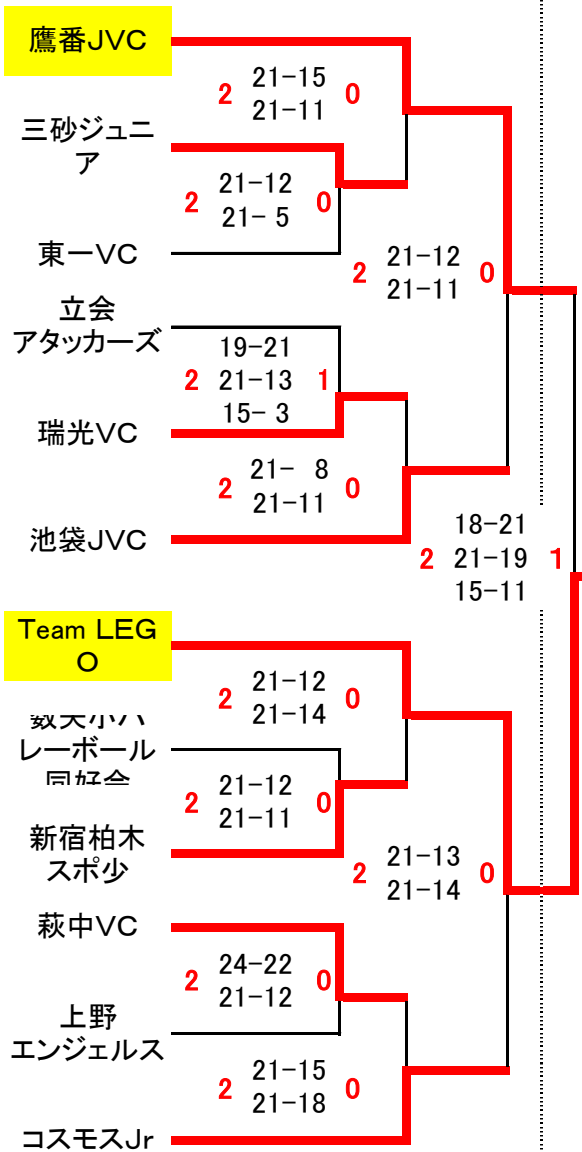 鷹番JVC
2 21-15 0
21-11
三砂ジュニ
ア
2 21-12 0
21- 5
東一VC
2 21-12 0
21-11
立会
アタッカーズ
19-21
2 21-13 1
15- 3
瑞光VC
2 21- 8 0
21-11
池袋JVC
18-21
2 21-19 1
15-11
Team LEG
O
2 21-12 0
21-14
レーボール
2 21-12 0
21-11
新宿柏木
スポ少
2 21-13 0
21-14
萩中VC
2 24-22 0
21-12
上野
エンジェルス
2 21-15 0
21-18
コスモスJr